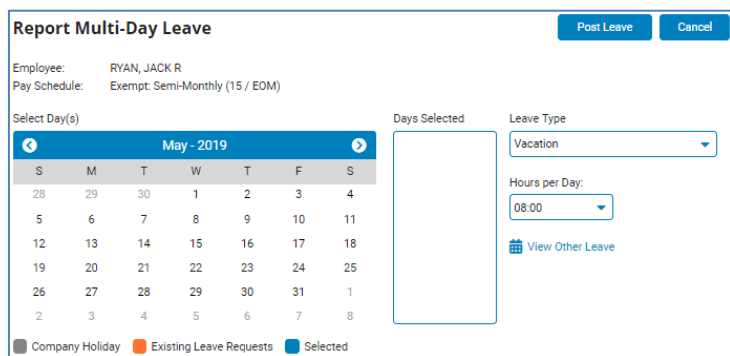 Report Multi-Day Leave
Post Leave
Cancel
Employee: RYAN, JACK R
Pay Schedule: Exempt: Semi-Monthly (15 / EOM)
Select Day(s)
Days Selected
Leave Type
May - 2019
Vacation
S M T W T F S
28 29 30 1 2 3 4
5 6 7 8 9 10 11
12 13 14 15 16 17 18
19 20 21 22 23 24 25
26 27 28 29 30 31 1
2 3 4 5 6 7 8
Hours per Day:
08:00
View Other Leave
Company Holiday Existing Leave Requests Selected